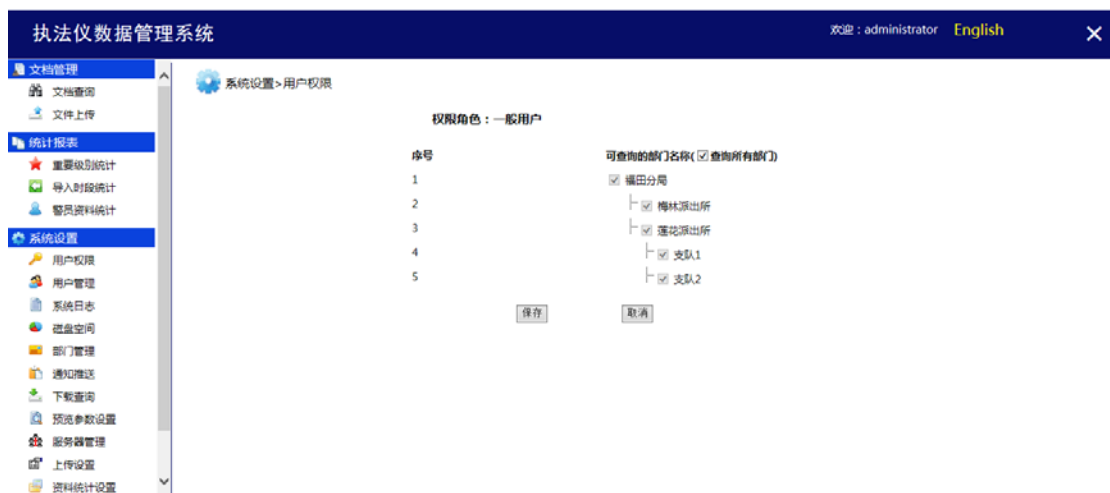 执法仪数据管理系统
欢迎：administrator English
文档管理
文档查询
文件上传
统计报表
重要级别统计
导入时段统计
警员资料统计
系统设置
用户权限
用户管理
系统日志
磁盘空间
部门管理
通知推送
下载查询
预览参数设置
服务器管理
上传设置
资料统计设置
系统设置>用户权限
权限角色：一般用户
序号 可查询的部门名称(查询所有部门)
1 福田分局
2 梅林派出所
3 莲花派出所
4 支队1
5 支队2
保存 取消